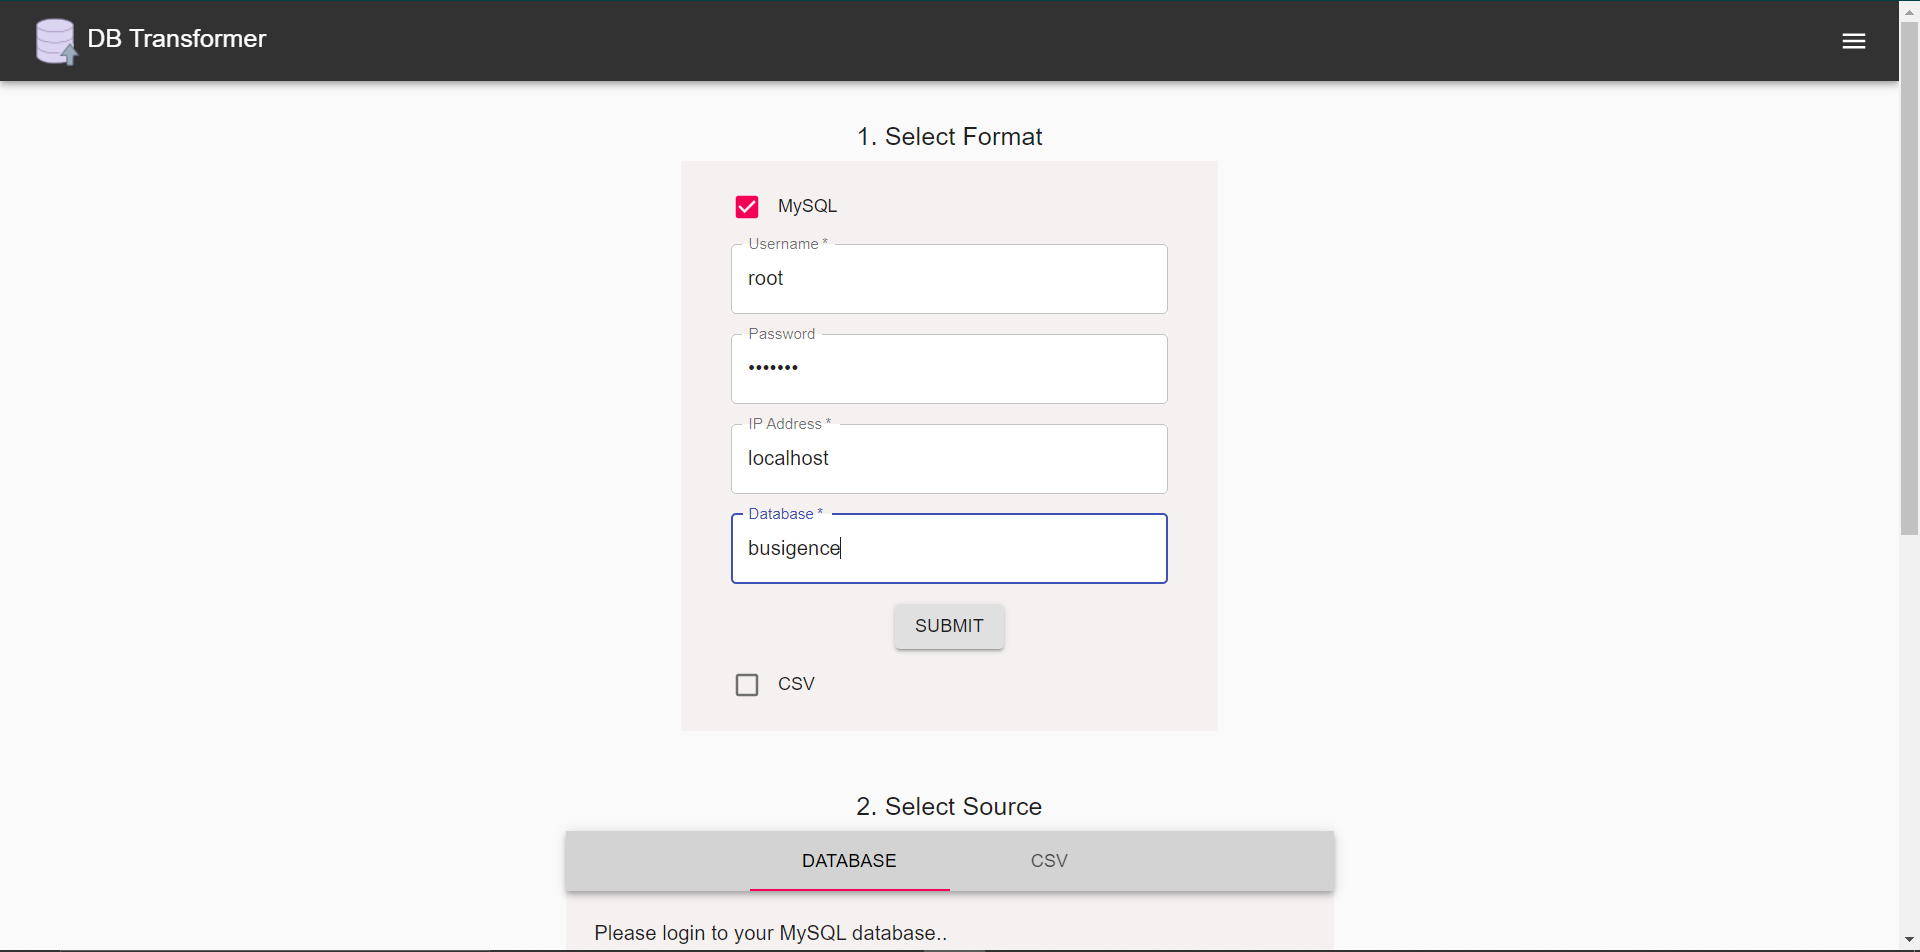 DB Transformer
1. Select Format
MySQL
Username *
root
Password
•••••••
IP Address *
localhost
Database *
busigence
SUBMIT
CSV
2. Select Source
DATABASE CSV
Please login to your MySQL database..